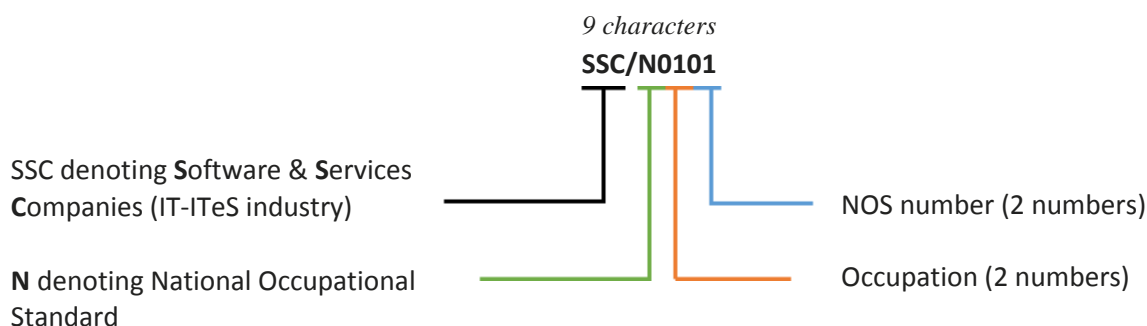 9 characters
SSC/N0101
SSC denoting Software & Services
Companies (IT-ITeS industry)
NOS number (2 numbers)
N denoting National Occupational
Standard
Occupation (2 numbers)